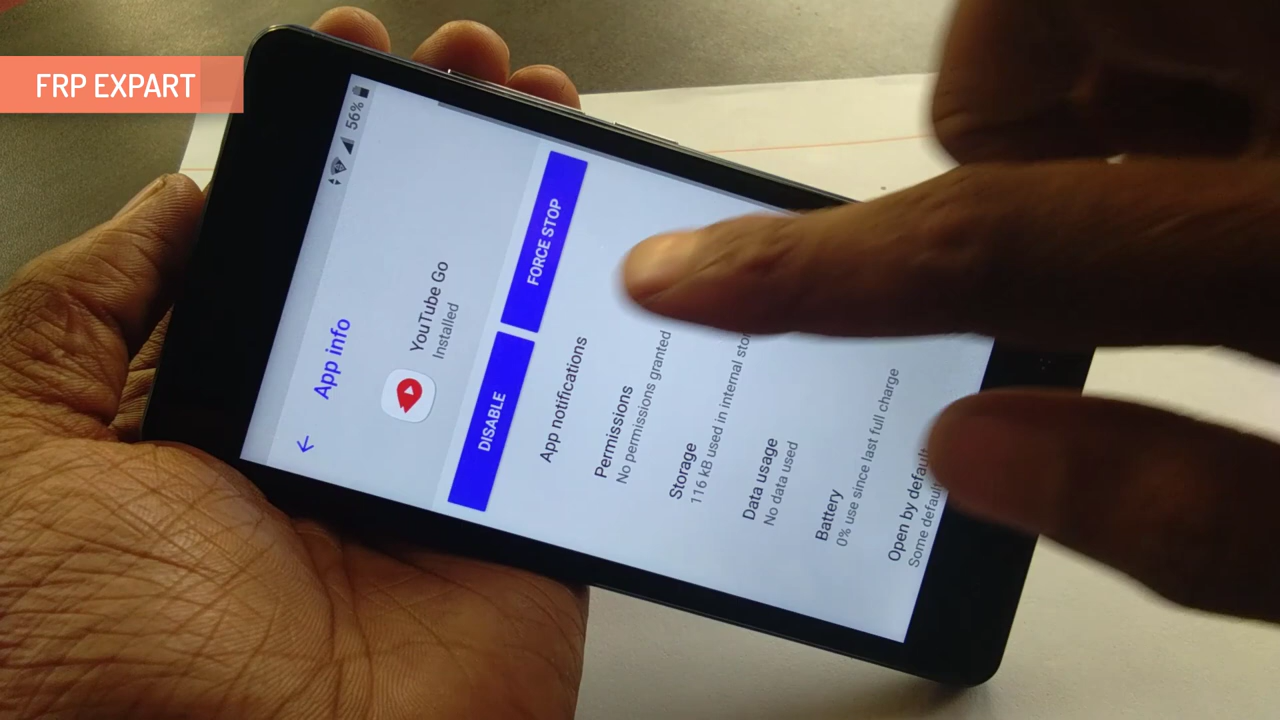 FRP EXPART
56%
App info
YouTube Go
Installed
DISABLE
FORCE STOP
App notifications
Permissions
No permissions granted
Storage
116 kB used in internal
Data usage
No data used
Battery
0% use since last full charge
Open by default
Some